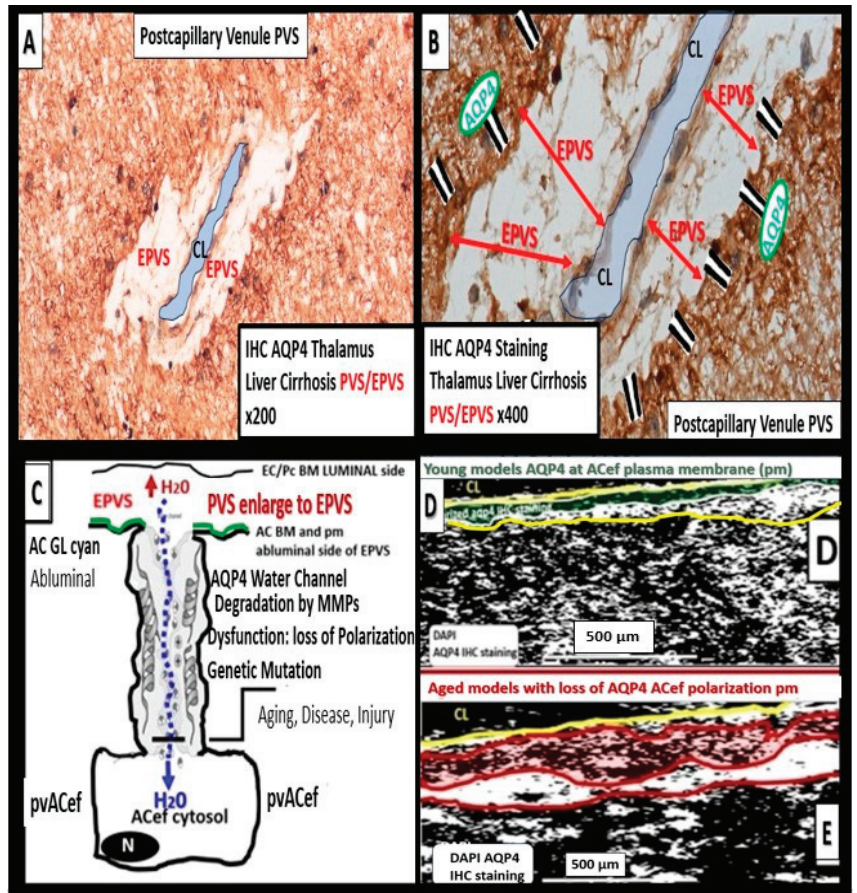 A
Postcapillary Venule PVS
EPVS
CL
EPVS
IHC AQP4 Thalamus
Liver Cirrhosis PVS/EPVS
x200
B
CL
AQP4
EPVS
EPVS
EPVS
AQP4
EPVS
CL
IHC AQP4 Staining
Thalamus Liver Cirrhosis
PVS/EPVS x400
Postcapillary Venule PVS
C
EC/Pc BM LUMINAL side
H2O
EPVS
PVS enlarge to EPVS
AC BM and pm
abluminal side of EPVS
AC GL cyan
Abluminal
AQP4 Water Channel
Degradation by MMPs
Dysfunction: loss of Polarization
Genetic Mutation
Aging, Disease, Injury
pvACef
H2O
ACef cytosol
pvACef
N
Young models AQP4 at ACef plasma membrane (pm)
CL
D
aqp4 IHC staining
D
DAPI
AQP4 IHC staining
500 µm
Aged models with loss of AQP4 ACef polarization pm
CL
E
DAPI AQP4
IHC staining
500 µm